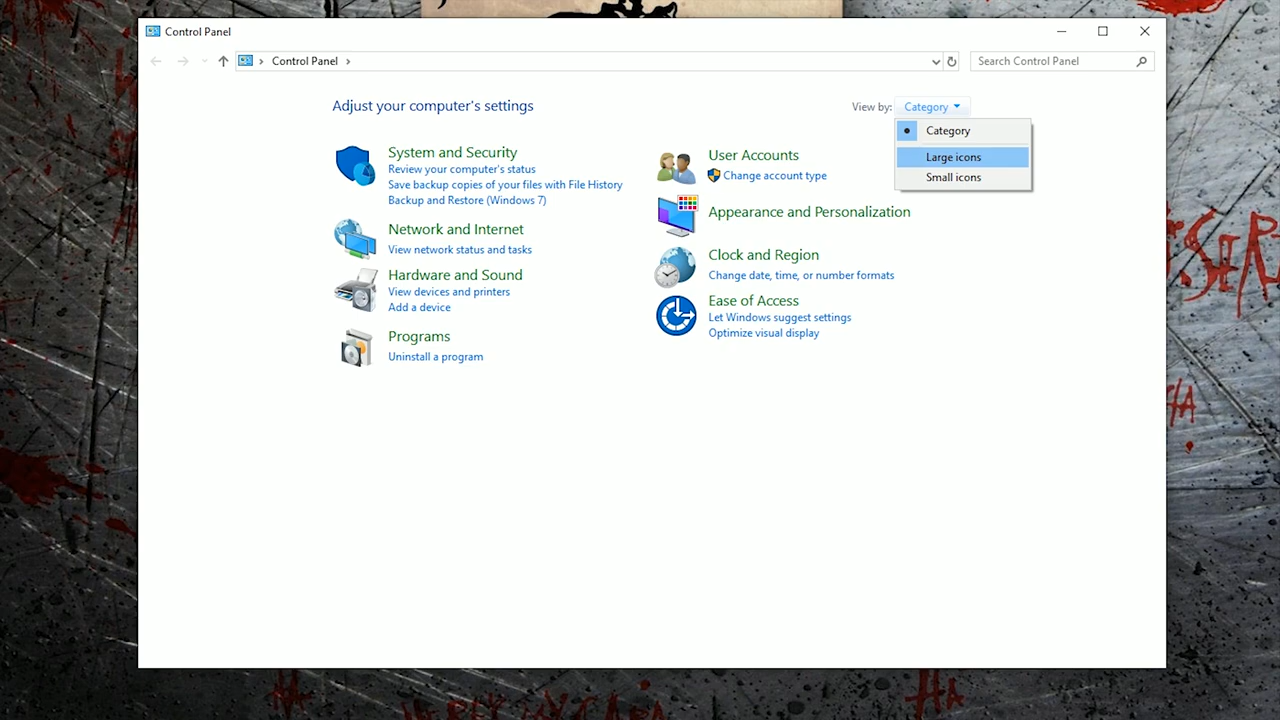 Control Panel
Control Panel
Search Control Panel
Adjust your computer's settings
View by: Category
Category
Large icons
Small icons
System and Security
Review your computer's status
Save backup copies of your files with File History
Backup and Restore (Windows 7)
Network and Internet
View network status and tasks
Hardware and Sound
View devices and printers
Add a device
Programs
Uninstall a program
User Accounts
Change account type
Appearance and Personalization
Clock and Region
Change date, time, or number formats
Ease of Access
Let Windows suggest settings
Optimize visual display
HA
HA
HA